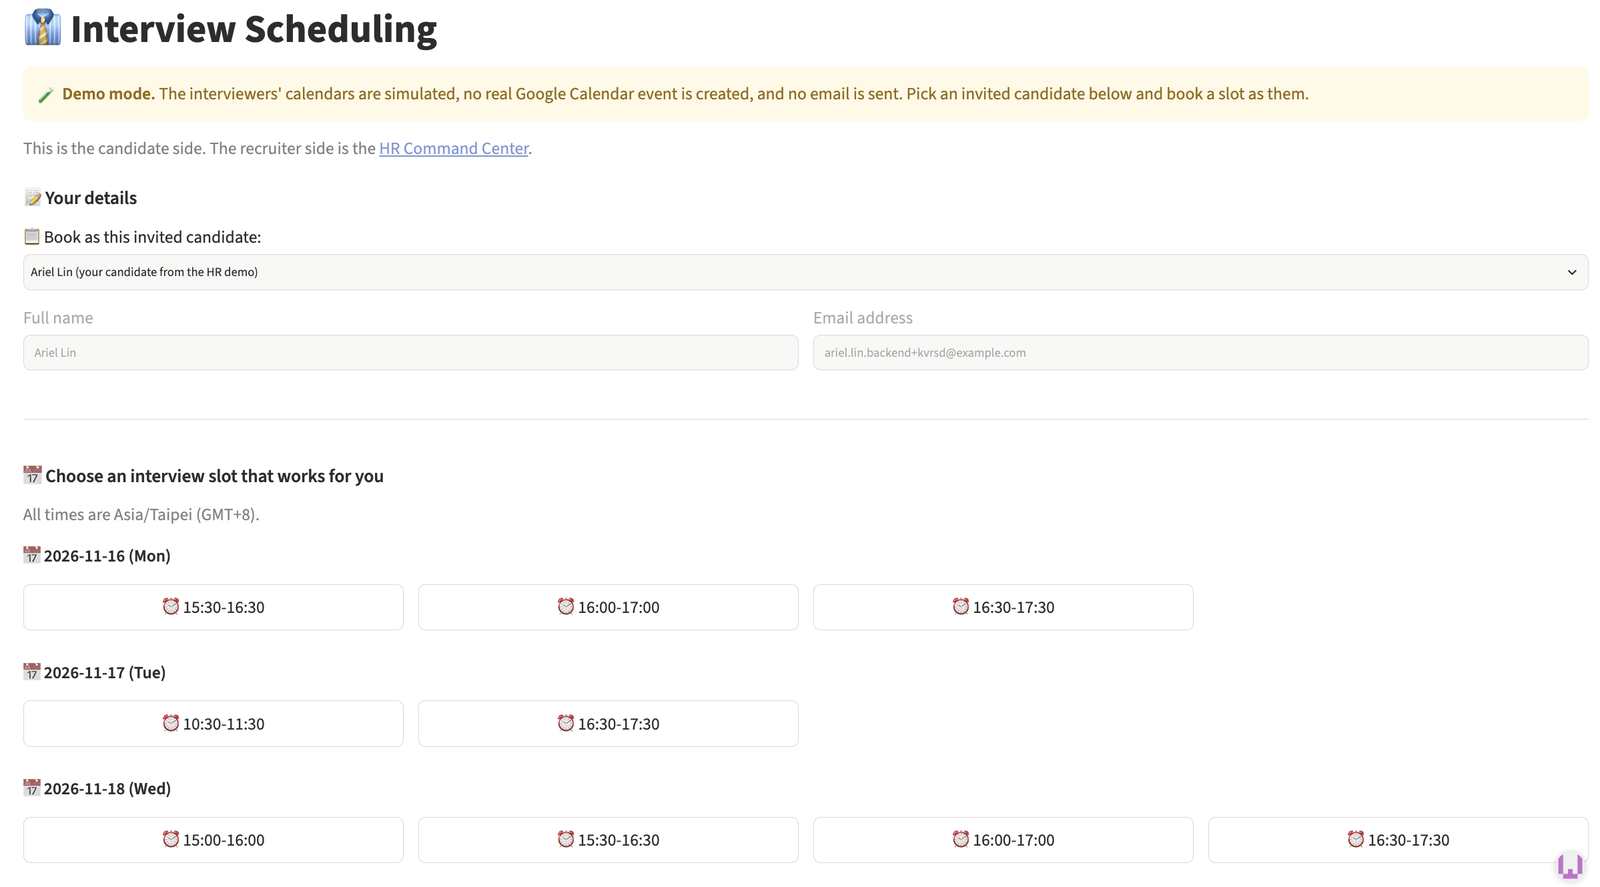 Interview Scheduling
Demo mode. The interviewers' calendars are simulated, no real Google Calendar event is created, and no email is sent. Pick an invited candidate below and book a slot as them.
This is the candidate side. The recruiter side is the HR Command Center.
Your details
Book as this invited candidate:
Ariel Lin (your candidate from the HR demo)
Full name
Email address
Ariel Lin
ariel.lin.backend+kvrsd@example.com
Choose an interview slot that works for you
All times are Asia/Taipei (GMT+8).
2026-11-16 (Mon)
15:30-16:30
16:00-17:00
16:30-17:30
2026-11-17 (Tue)
10:30-11:30
16:30-17:30
2026-11-18 (Wed)
15:00-16:00
15:30-16:30
16:00-17:00
16:30-17:30